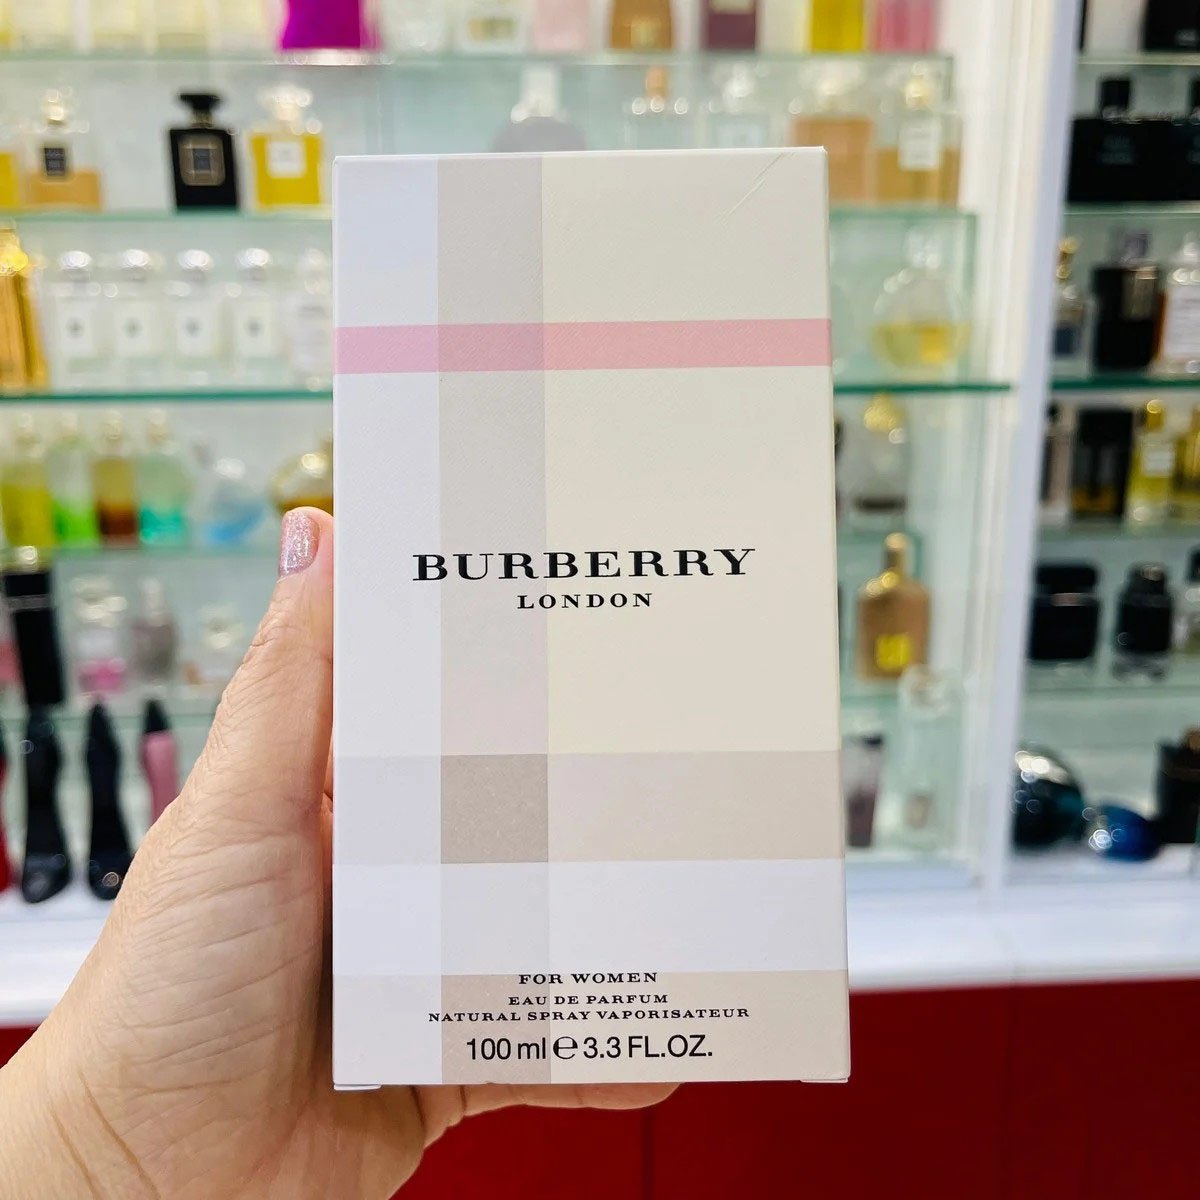 BURBERRY
LONDON
FOR WOMEN
EAU DE PARFUM
NATURAL SPRAY VAPORISATEUR
100 ml ℮ 3.3 FL.OZ.